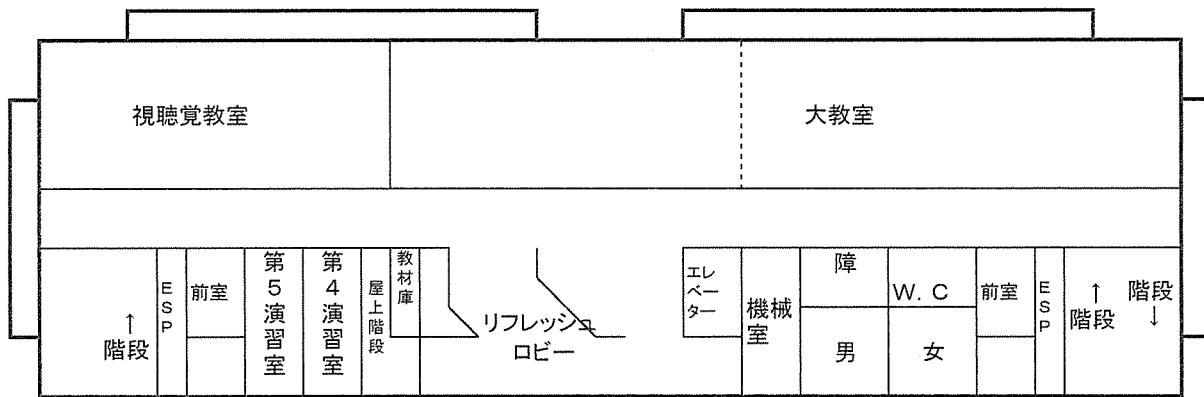 視聴覚教室
大教室
↑
階段
ESP
前室
第5演習室
第4演習室
屋上階段
教材庫
リフレッシュ
ロビー
エレ
ベー
ター
機械
室
障
男
W.C
女
前室
ESP
↑
階段
階段
↓